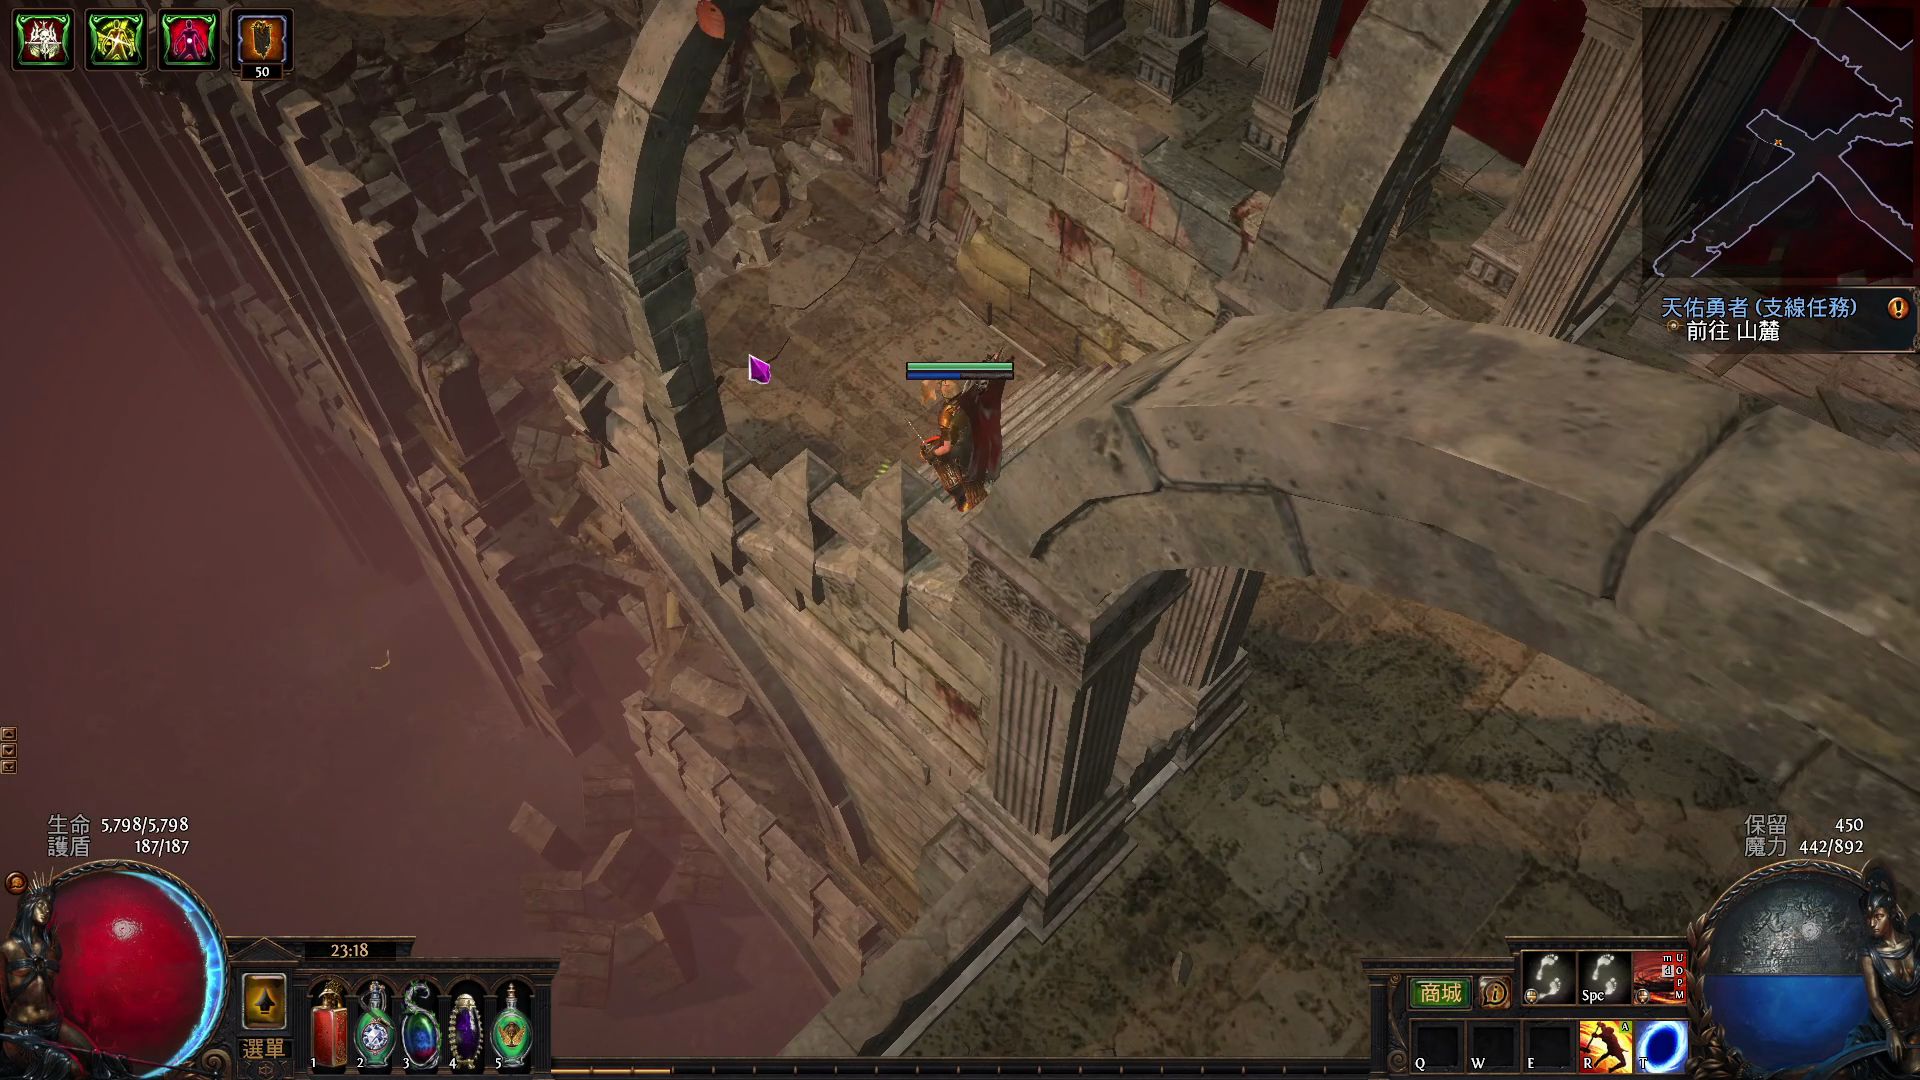 50
天佑勇者 (支線任務)
前往 山麓
生命 5,798/5,798
護盾 187/187
保留 450
魔力 442/892
23:18
選單
1 2 3 4 5
商城
Spc
m U
d O
P
M
Q W E R T
A